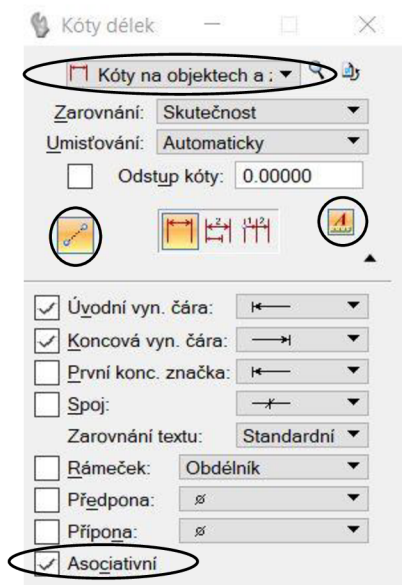 Kóty délek
Kóty na objektech a :
Zarovnání: Skutečnost
Umisťování: Automaticky
Odstup kóty: 0.00000
A
Úvodní vyn. čára:
Koncová vyn. čára:
První konc. značka:
Spoj:
Zarovnání textu: Standardní
Rámeček: Obdélník
Předpona: ø
Přípona: ø
Asociativní